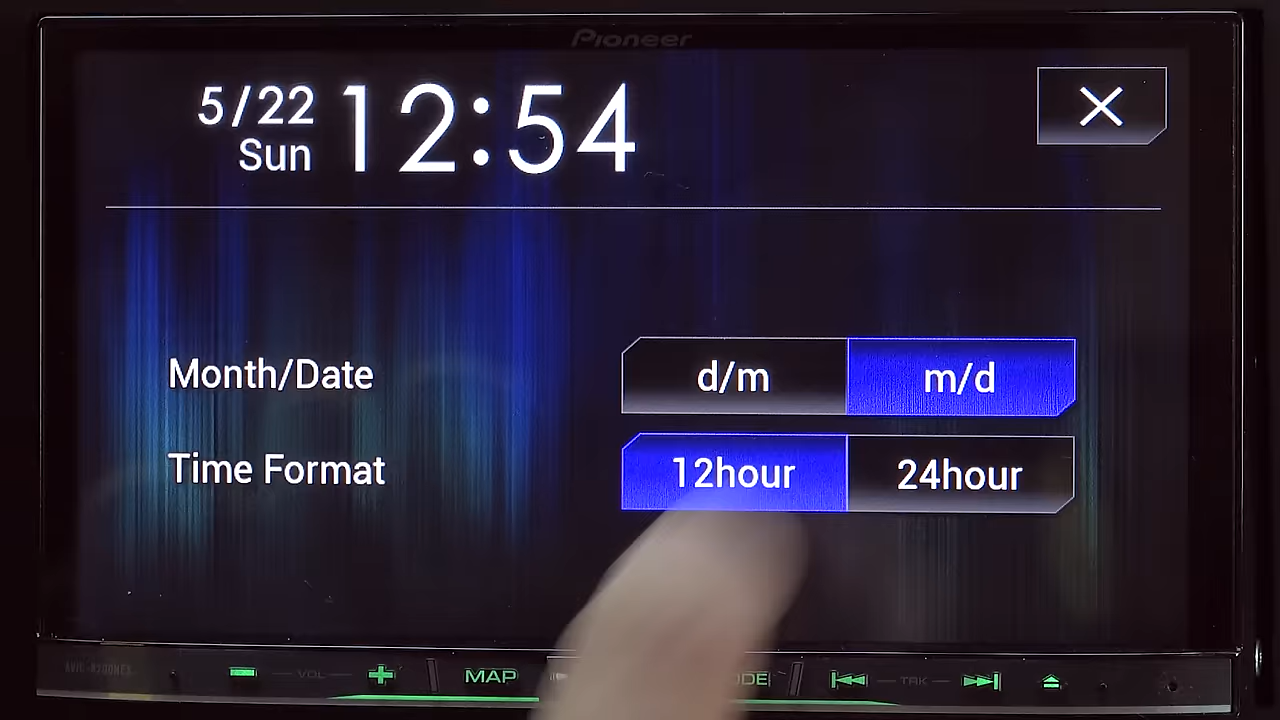 Pioneer
5/22
Sun
12:54
Month/Date
d/m
m/d
Time Format
12hour
24hour
VOL
MAP
TRK